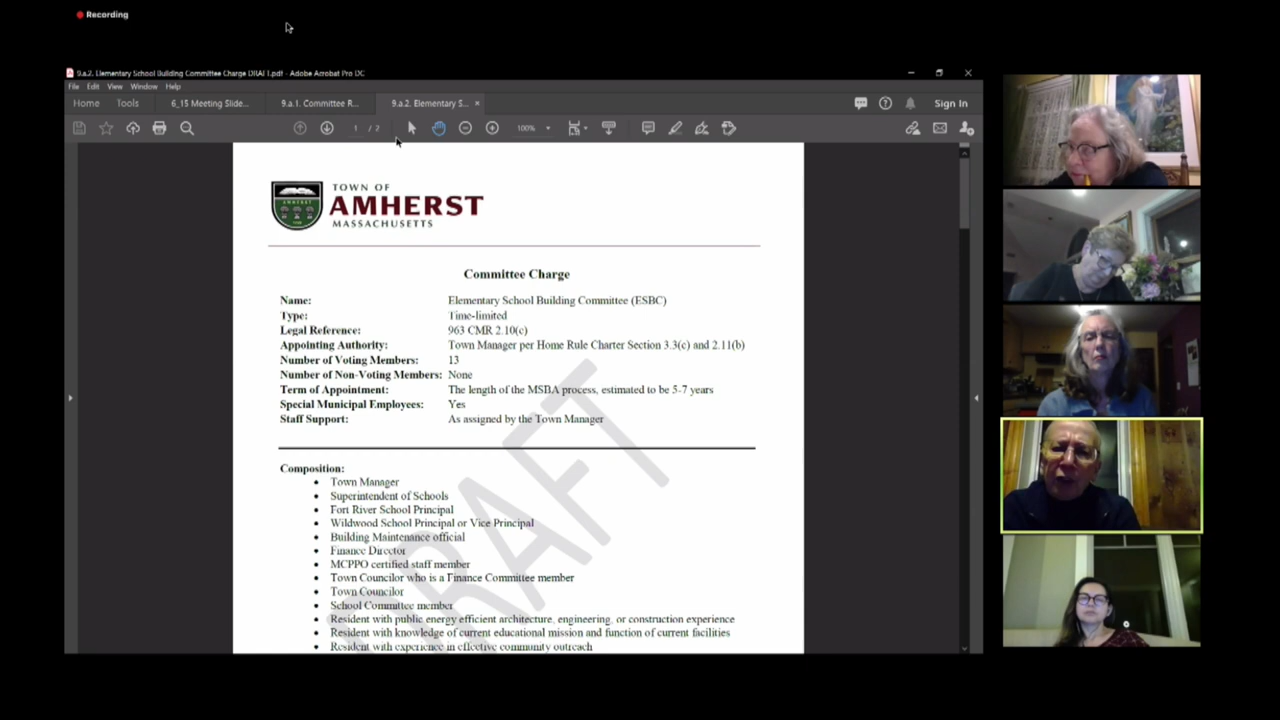 Recording
9.a.2. Elementary School Building Committee Charge DRAFT.pdf - Adobe Acrobat Pro DC
File Edit View Window Help
Home Tools 6_15 Meeting Slide... 9.a.1. Committee R... 9.a.2. Elementary S... × Sign In
1 / 2 100%
TOWN OF
AMHERST
MASSACHUSETTS
AMHERST
Committee Charge
Name: Elementary School Building Committee (ESBC)
Type: Time-limited
Legal Reference: 963 CMR 2.10(c)
Appointing Authority: Town Manager per Home Rule Charter Section 3.3(c) and 2.11(b)
Number of Voting Members: 13
Number of Non-Voting Members: None
Term of Appointment: The length of the MSBA process, estimated to be 5-7 years
Special Municipal Employees: Yes
Staff Support: As assigned by the Town Manager
Composition:
• Town Manager
• Superintendent of Schools
• Fort River School Principal
• Wildwood School Principal or Vice Principal
• Building Maintenance official
• Finance Director
• MCPPO certified staff member
• Town Councilor who is a Finance Committee member
• Town Councilor
• School Committee member
• Resident with public energy efficient architecture, engineering, or construction experience
• Resident with knowledge of current educational mission and function of current facilities
• Resident with experience in effective community outreach
DRAFT